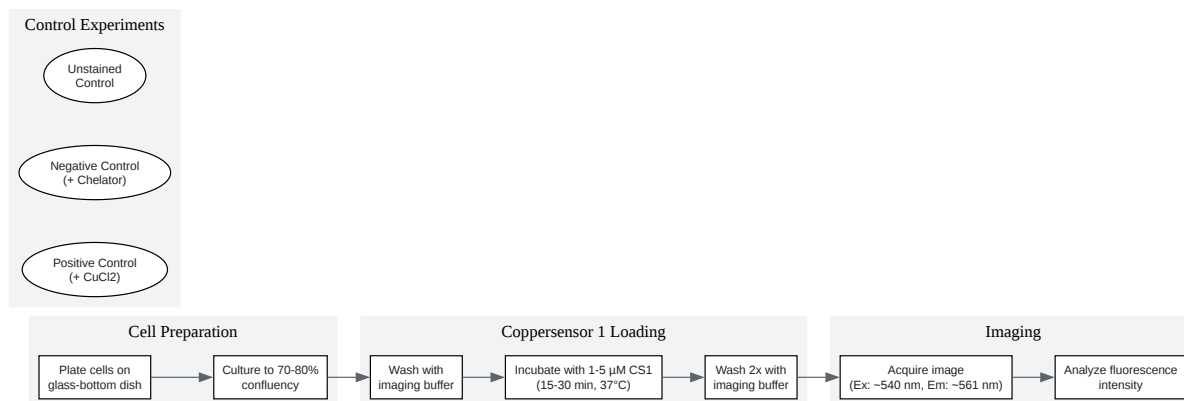 Control Experiments
Unstained
Control
Negative Control
(+ Chelator)
Positive Control
(+ CuCl2)
Cell Preparation
Plate cells on
glass-bottom dish
Culture to 70-80%
confluency
Coppersensor 1 Loading
Wash with
imaging buffer
Incubate with 1-5 µM CS1
(15-30 min, 37°C)
Wash 2x with
imaging buffer
Imaging
Acquire image
(Ex: ~540 nm, Em: ~561 nm)
Analyze fluorescence
intensity